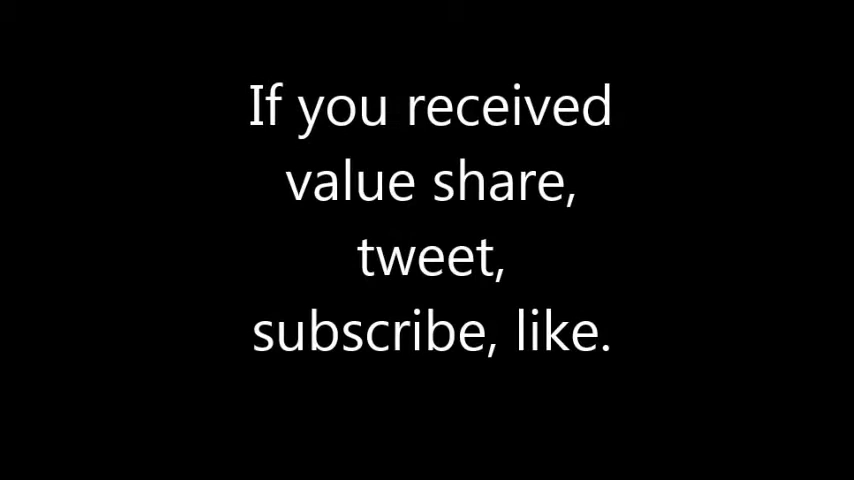 If you received
value share,
tweet,
subscribe, like.